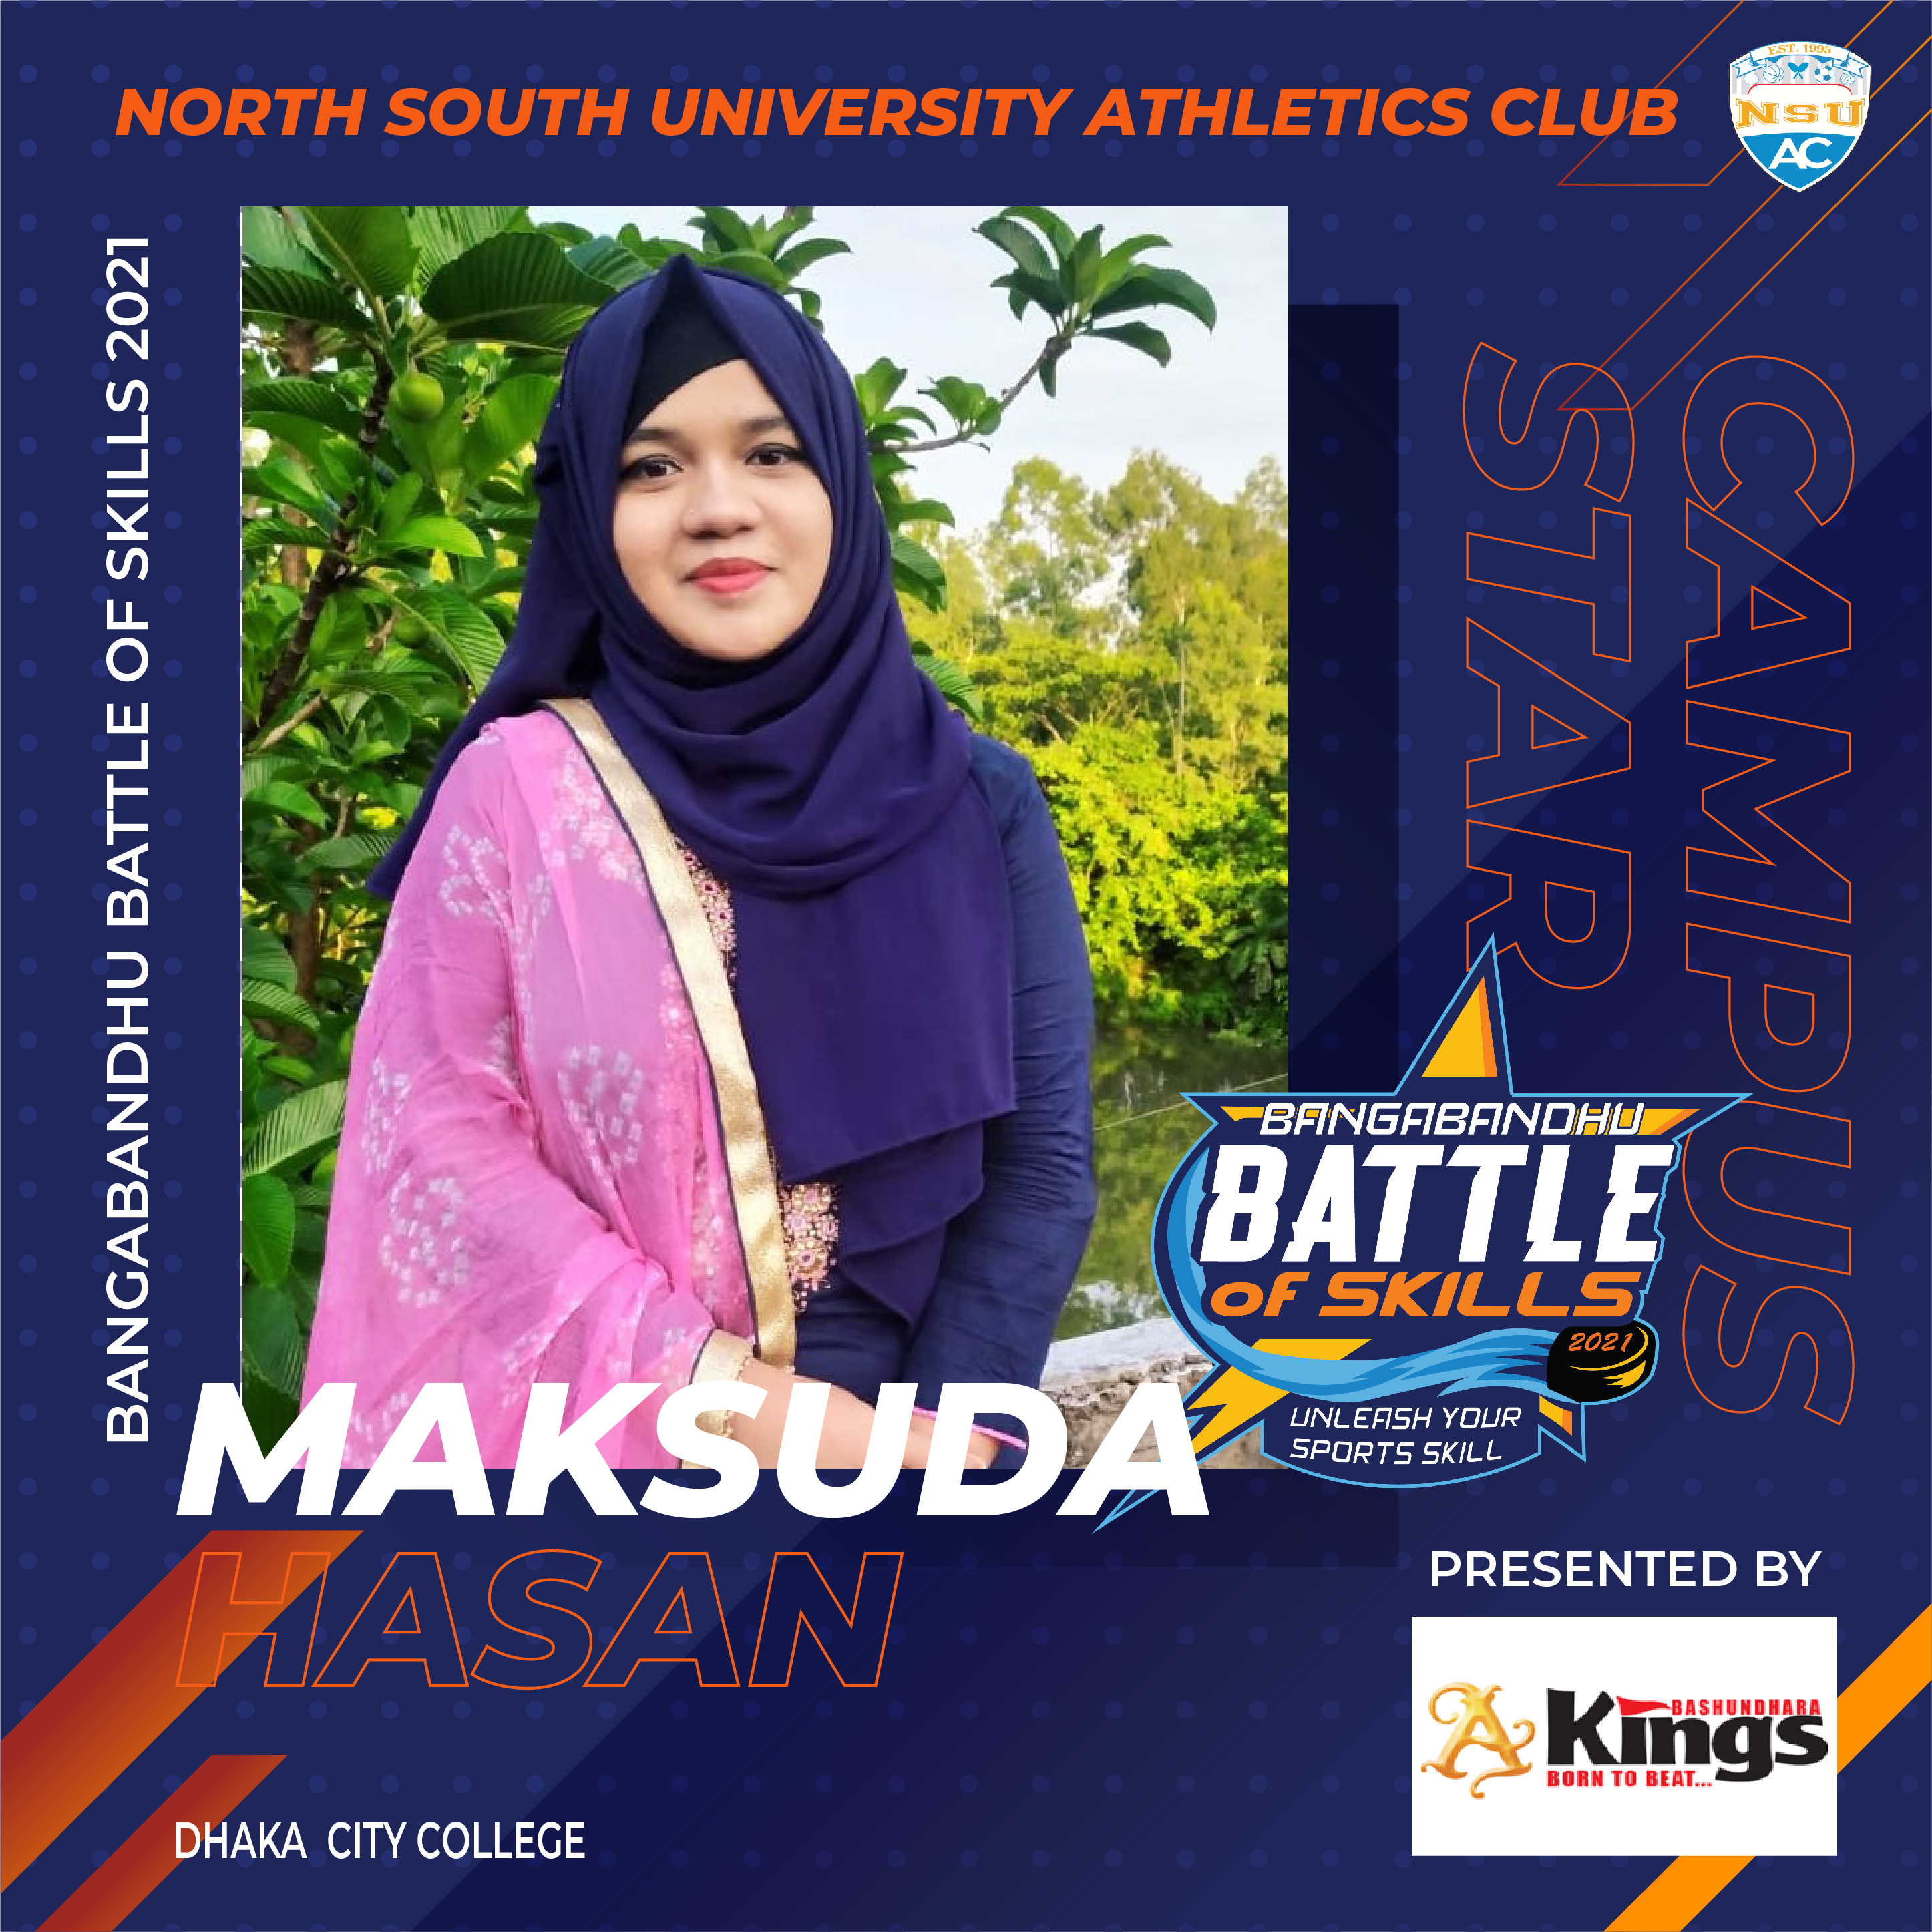 NORTH SOUTH UNIVERSITY ATHLETICS CLUB
EST. 1995
NSU
AC
BANGABANDHU BATTLE OF SKILLS 2021
CAMPUS
STAR
BANGABANDHU
BATTLE
OF SKILLS
2021
UNLEASH YOUR
SPORTS SKILL
MAKSUDA
HASAN
DHAKA CITY COLLEGE
PRESENTED BY
A
BASHUNDHARA
Kings
BORN TO BEAT...